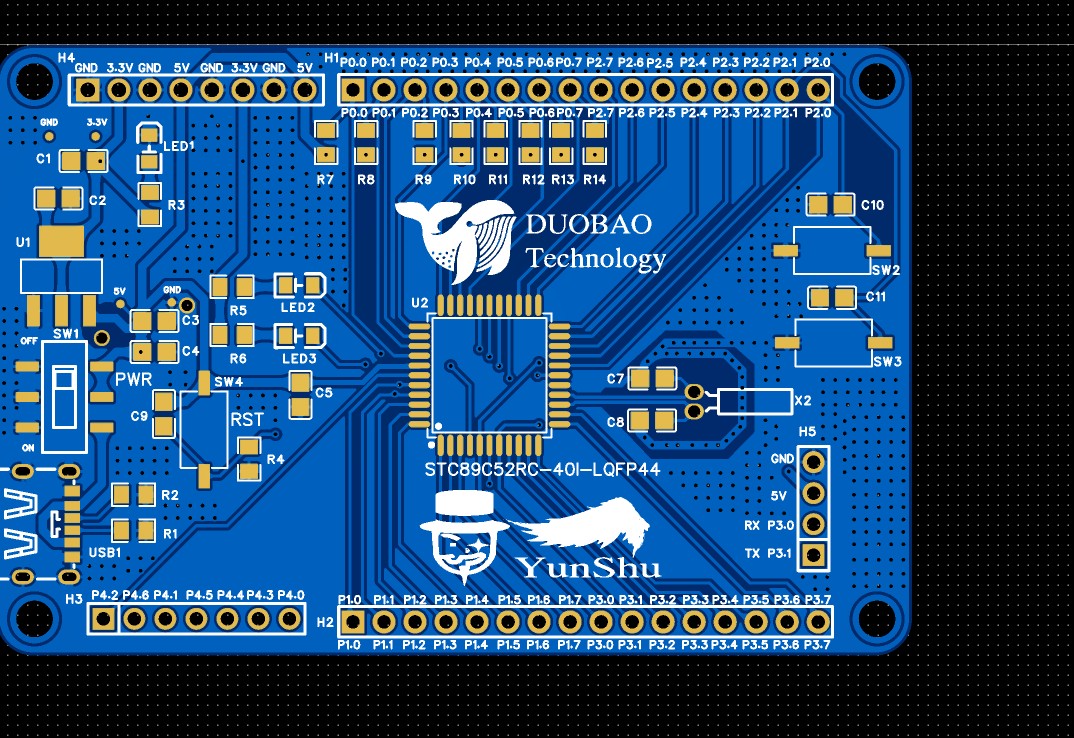 H4
GND 3.3V GND 5V GND 3.3V GND 5V
H1
P0.0 P0.1 P0.2 P0.3 P0.4 P0.5 P0.6 P0.7 P2.7 P2.6 P2.5 P2.4 P2.3 P2.2 P2.1 P2.0
P0.0 P0.1 P0.2 P0.3 P0.4 P0.5 P0.6 P0.7 P2.7 P2.6 P2.5 P2.4 P2.3 P2.2 P2.1 P2.0
GND 3.3V
C1
LED1
R7 R8 R9 R10 R11 R12 R13 R14
C2
R3
C10
DUOBAO
Technology
U1
SW2
5V GND
R5
LED2
U2
C11
C3
SW1
OFF
C4
R6
LED3
SW3
PWR
SW4
C5
C7
X2
C9
RST
C8
H5
ON
R4
GND
STC89C52RC-40I-LQFP44
R2
5V
R1
RX P3.0
USB1
TX P3.1
YunShu
H3
P4.2 P4.6 P4.1 P4.5 P4.4 P4.3 P4.0
H2
P1.0 P1.1 P1.2 P1.3 P1.4 P1.5 P1.6 P1.7 P3.0 P3.1 P3.2 P3.3 P3.4 P3.5 P3.6 P3.7
P1.0 P1.1 P1.2 P1.3 P1.4 P1.5 P1.6 P1.7 P3.0 P3.1 P3.2 P3.3 P3.4 P3.5 P3.6 P3.7